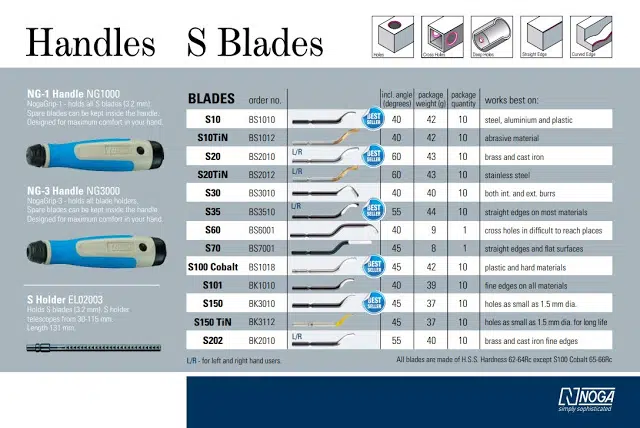 Handles S Blades
Holes
Cross Holes
Deep Holes
Straight Edge
Curved Edge
NG-1 Handle NG1000
NogaGrip-1 - holds all S blades (3.2 mm).
Spare blades can be kept inside the handle.
Designed for maximum comfort in your hand.
NG-3 Handle NG3000
NogaGrip-3 - holds all blade holders.
Spare blades can be kept inside the handle.
Designed for maximum comfort in your hand.
S Holder EL02003
Holds S blades (3.2 mm). S holder
telescopes from 30-115 mm
Length 131 mm.
BLADES order no. incl. angle (degrees) package weight (g) package quantity works best on:
S10 BS1010 BEST SELLER 40 42 10 steel, aluminium and plastic
S10TiN BS1012 40 42 10 abrasive material
S20 BS2010 L/R BEST SELLER 60 43 10 brass and cast iron
S20TiN BS2012 L/R 60 43 10 stainless steel
S30 BS3010 40 40 10 both int. and ext. burrs
S35 BS3510 L/R BEST SELLER 55 44 10 straight edges on most materials
S60 BS6001 40 9 1 cross holes in difficult to reach places
S70 BS7001 45 8 1 straight edges and flat surfaces
S100 Cobalt BS1018 BEST SELLER 45 42 10 plastic and hard materials
S101 BK1010 40 39 10 fine edges on all materials
S150 BK3010 BEST SELLER 45 37 10 holes as small as 1.5 mm dia.
S150 TiN BK3112 45 37 10 holes as small as 1.5 mm dia. for long life
S202 BK2010 L/R 55 40 10 brass and cast iron fine edges
L/R - for left and right hand users.
All blades are made of H.S.S. Hardness 62-64Rc except S100 Cobalt 65-66Rc
NOGA
simply sophisticated